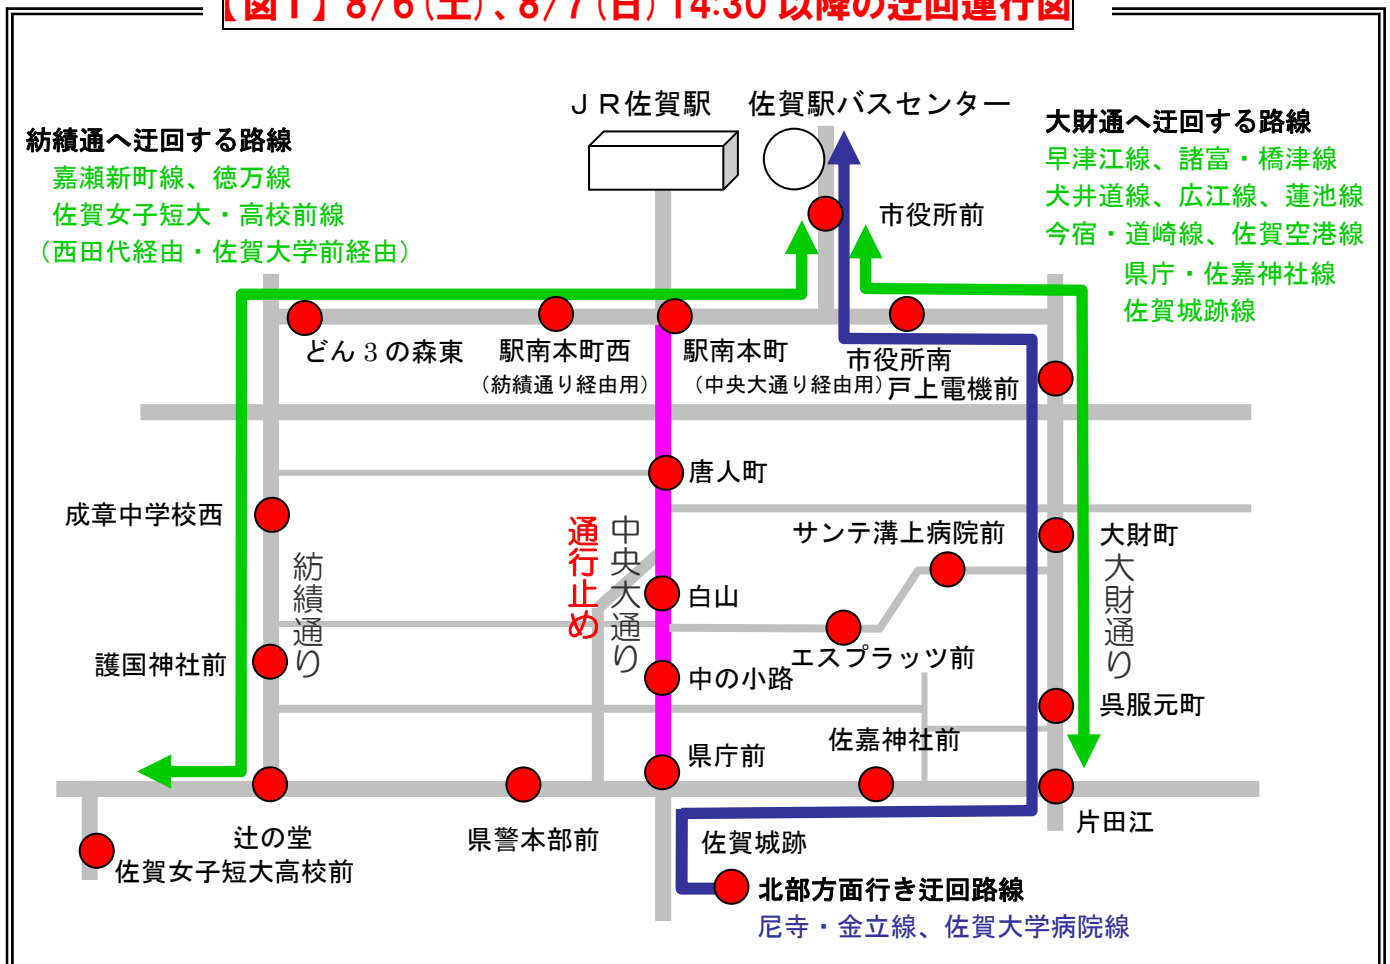 【図１】8/6(土)、8/7(日)14:30以降の迂回運行図
ＪＲ佐賀駅
佐賀駅バスセンター
紡績通へ迂回する路線
嘉瀬新町線、徳万線
佐賀女子短大・高校前線
（西田代経由・佐賀大学前経由）
大財通へ迂回する路線
早津江線、諸富・橋津線
犬井道線、広江線、蓮池線
今宿・道崎線、佐賀空港線
県庁・佐嘉神社線
佐賀城跡線
市役所前
どん３の森東
駅南本町西
（紡績通り経由用）
駅南本町
（中央大通り経由用）
市役所南
戸上電機前
唐人町
成章中学校西
通行止め
中央大通り
サンテ溝上病院前
大財町
紡績通り
大財通り
白山
護国神社前
エスプラッツ前
中の小路
呉服元町
佐嘉神社前
県庁前
片田江
辻の堂
県警本部前
佐賀城跡
佐賀女子短大高校前
北部方面行き迂回路線
尼寺・金立線、佐賀大学病院線